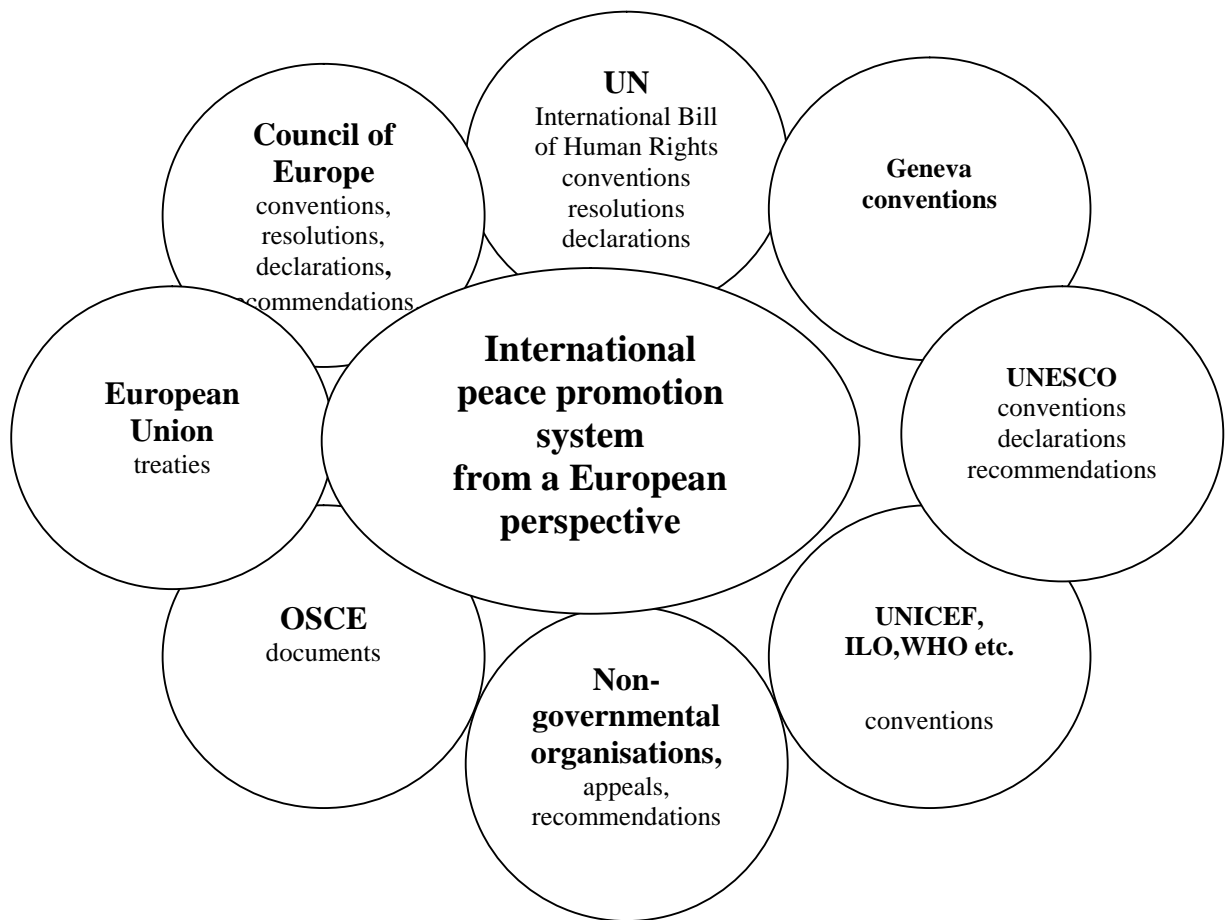 UN
International Bill
of Human Rights
conventions
resolutions
declarations
Council of
Europe
conventions,
resolutions,
declarations,
ecommendations,
Geneva
conventions
International
peace promotion
system
from a European
perspective
European
Union
treaties
UNESCO
conventions
declarations
recommendations
OSCE
documents
UNICEF,
ILO,WHO etc.
conventions
Non-
governmental
organisations,
appeals,
recommendations